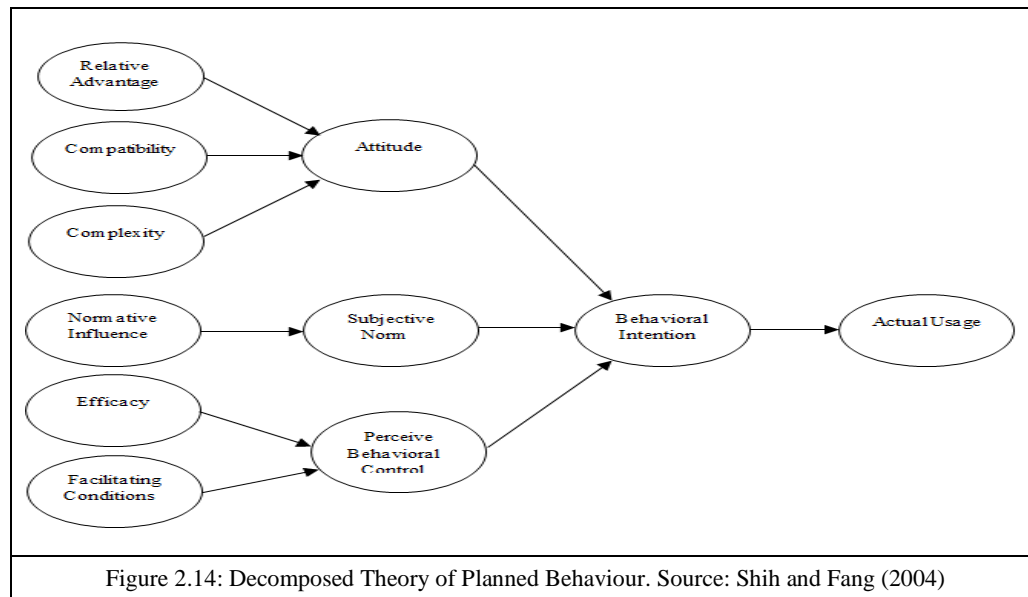 Relative
Advantage
Compatibility
Attitude
Complexity
Normative
Influence
Subjective
Norm
Behavioral
Intention
Actual Usage
Efficacy
Perceive
Behavioral
Control
Facilitating
Conditions
Figure 2.14: Decomposed Theory of Planned Behaviour. Source: Shih and Fang (2004)